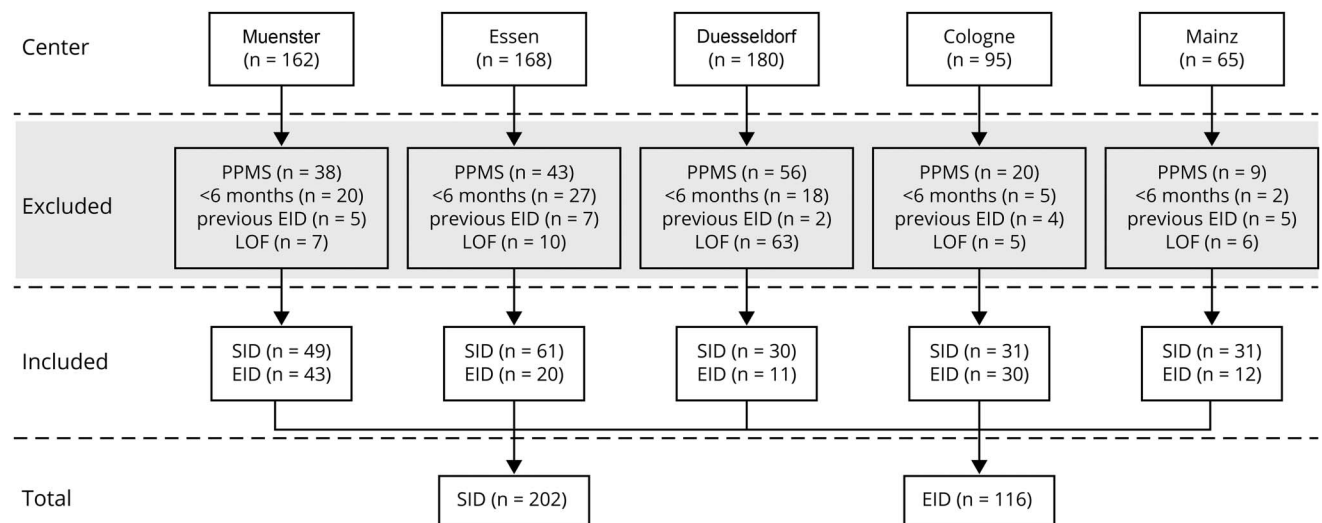 Center
Muenster
(n = 162)
Essen
(n = 168)
Duesseldorf
(n = 180)
Cologne
(n = 95)
Mainz
(n = 65)
Excluded
PPMS (n = 38)
<6 months (n = 20)
previous EID (n = 5)
LOF (n = 7)
PPMS (n = 43)
<6 months (n = 27)
previous EID (n = 7)
LOF (n = 10)
PPMS (n = 56)
<6 months (n = 18)
previous EID (n = 2)
LOF (n = 63)
PPMS (n = 20)
<6 months (n = 5)
previous EID (n = 4)
LOF (n = 5)
PPMS (n = 9)
<6 months (n = 2)
previous EID (n = 5)
LOF (n = 6)
Included
SID (n = 49)
EID (n = 43)
SID (n = 61)
EID (n = 20)
SID (n = 30)
EID (n = 11)
SID (n = 31)
EID (n = 30)
SID (n = 31)
EID (n = 12)
Total
SID (n = 202)
EID (n = 116)